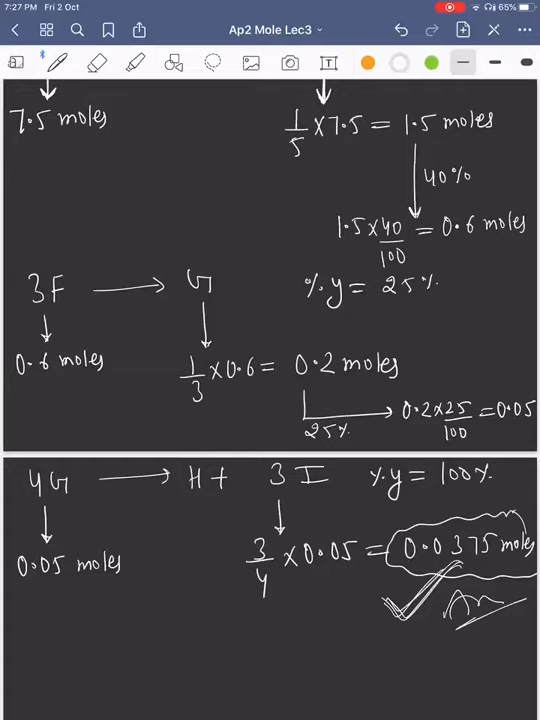 7:27 PM Fri 2 Oct 65%
Ap2 Mole Lec3
T
7.5 moles
1/5 × 7.5 = 1.5 moles
40%
1.5 × 40/100 = 0.6 moles
3F → G %.y = 25%
0.6 moles
1/3 × 0.6 = 0.2 moles
25% → 0.2 × 25/100 = 0.05
4G → H + 3I %.y = 100%
0.05 moles
3/4 × 0.05 = 0.0375 moles
An